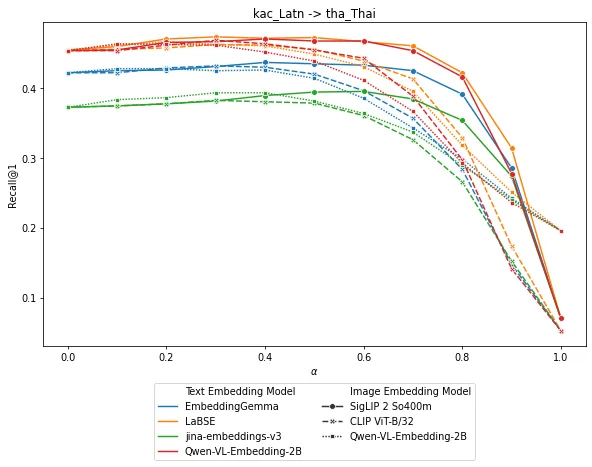 kac_Latn -> tha_Thai
Recall@1
0.4
0.3
0.2
0.1
0.0 0.2 0.4 0.6 0.8 1.0
α
Text Embedding Model Image Embedding Model
EmbeddingGemma SigLIP 2 So400m
LaBSE CLIP ViT-B/32
jina-embeddings-v3 Qwen-VL-Embedding-2B
Qwen-VL-Embedding-2B